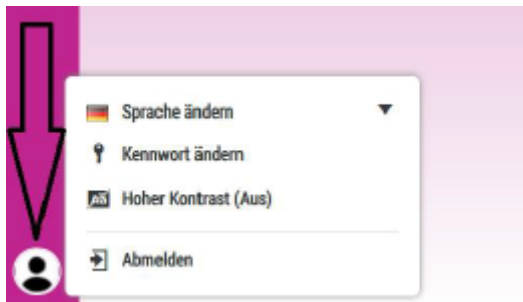 Sprache ändern
Kennwort ändern
Hoher Kontrast (Aus)
Abmelden